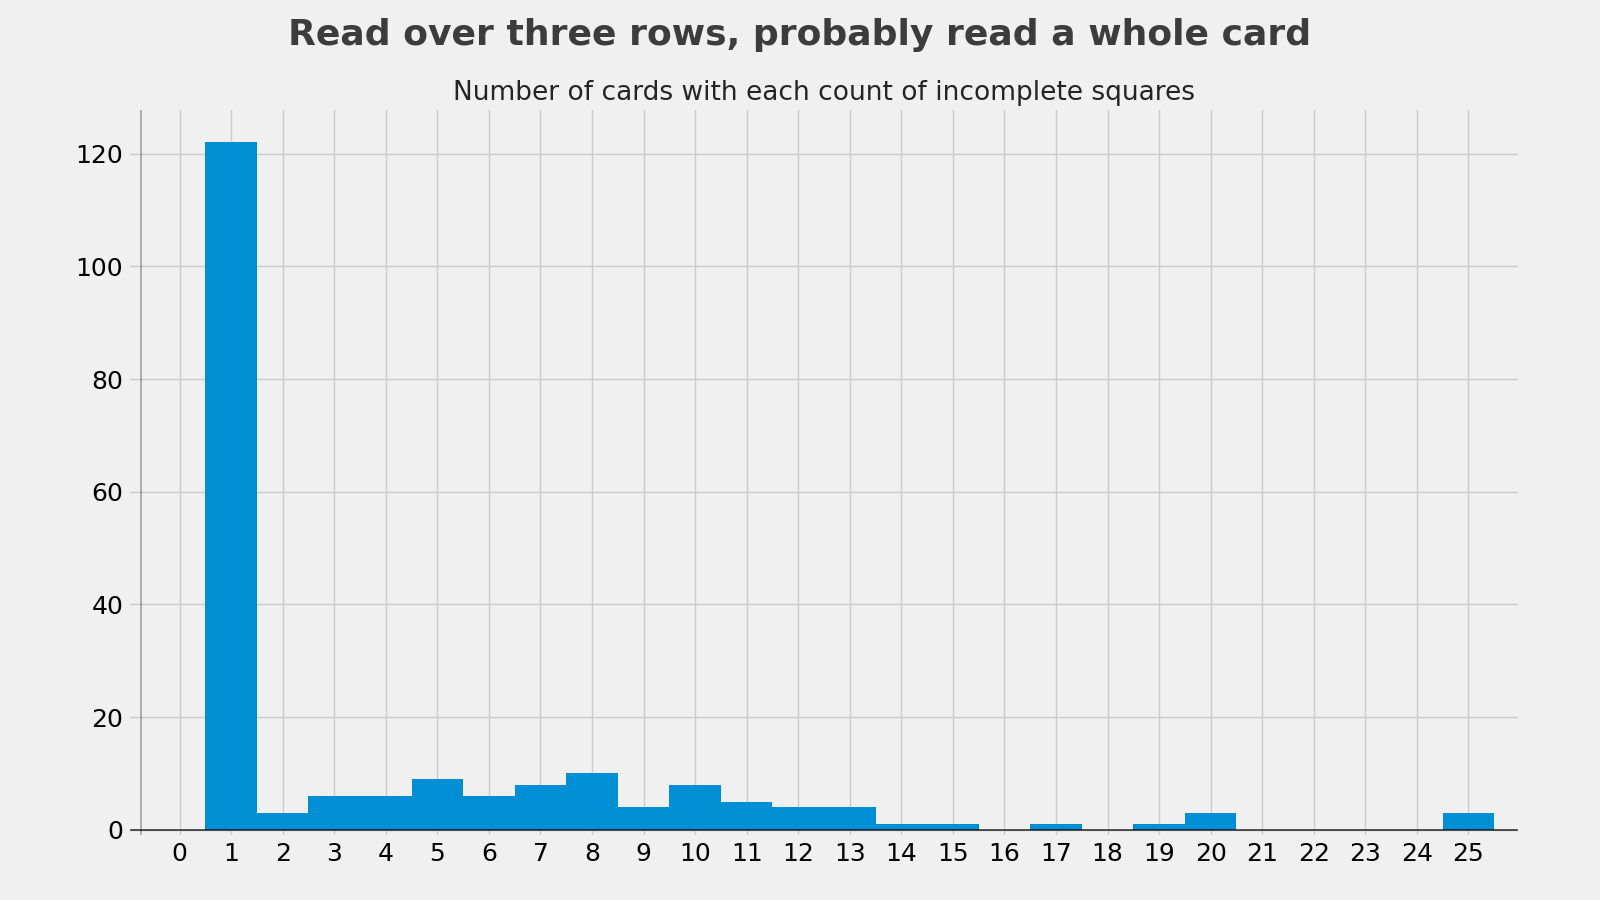 Read over three rows, probably read a whole card
Number of cards with each count of incomplete squares
120
100
80
60
40
20
0
0 1 2 3 4 5 6 7 8 9 10 11 12 13 14 15 16 17 18 19 20 21 22 23 24 25